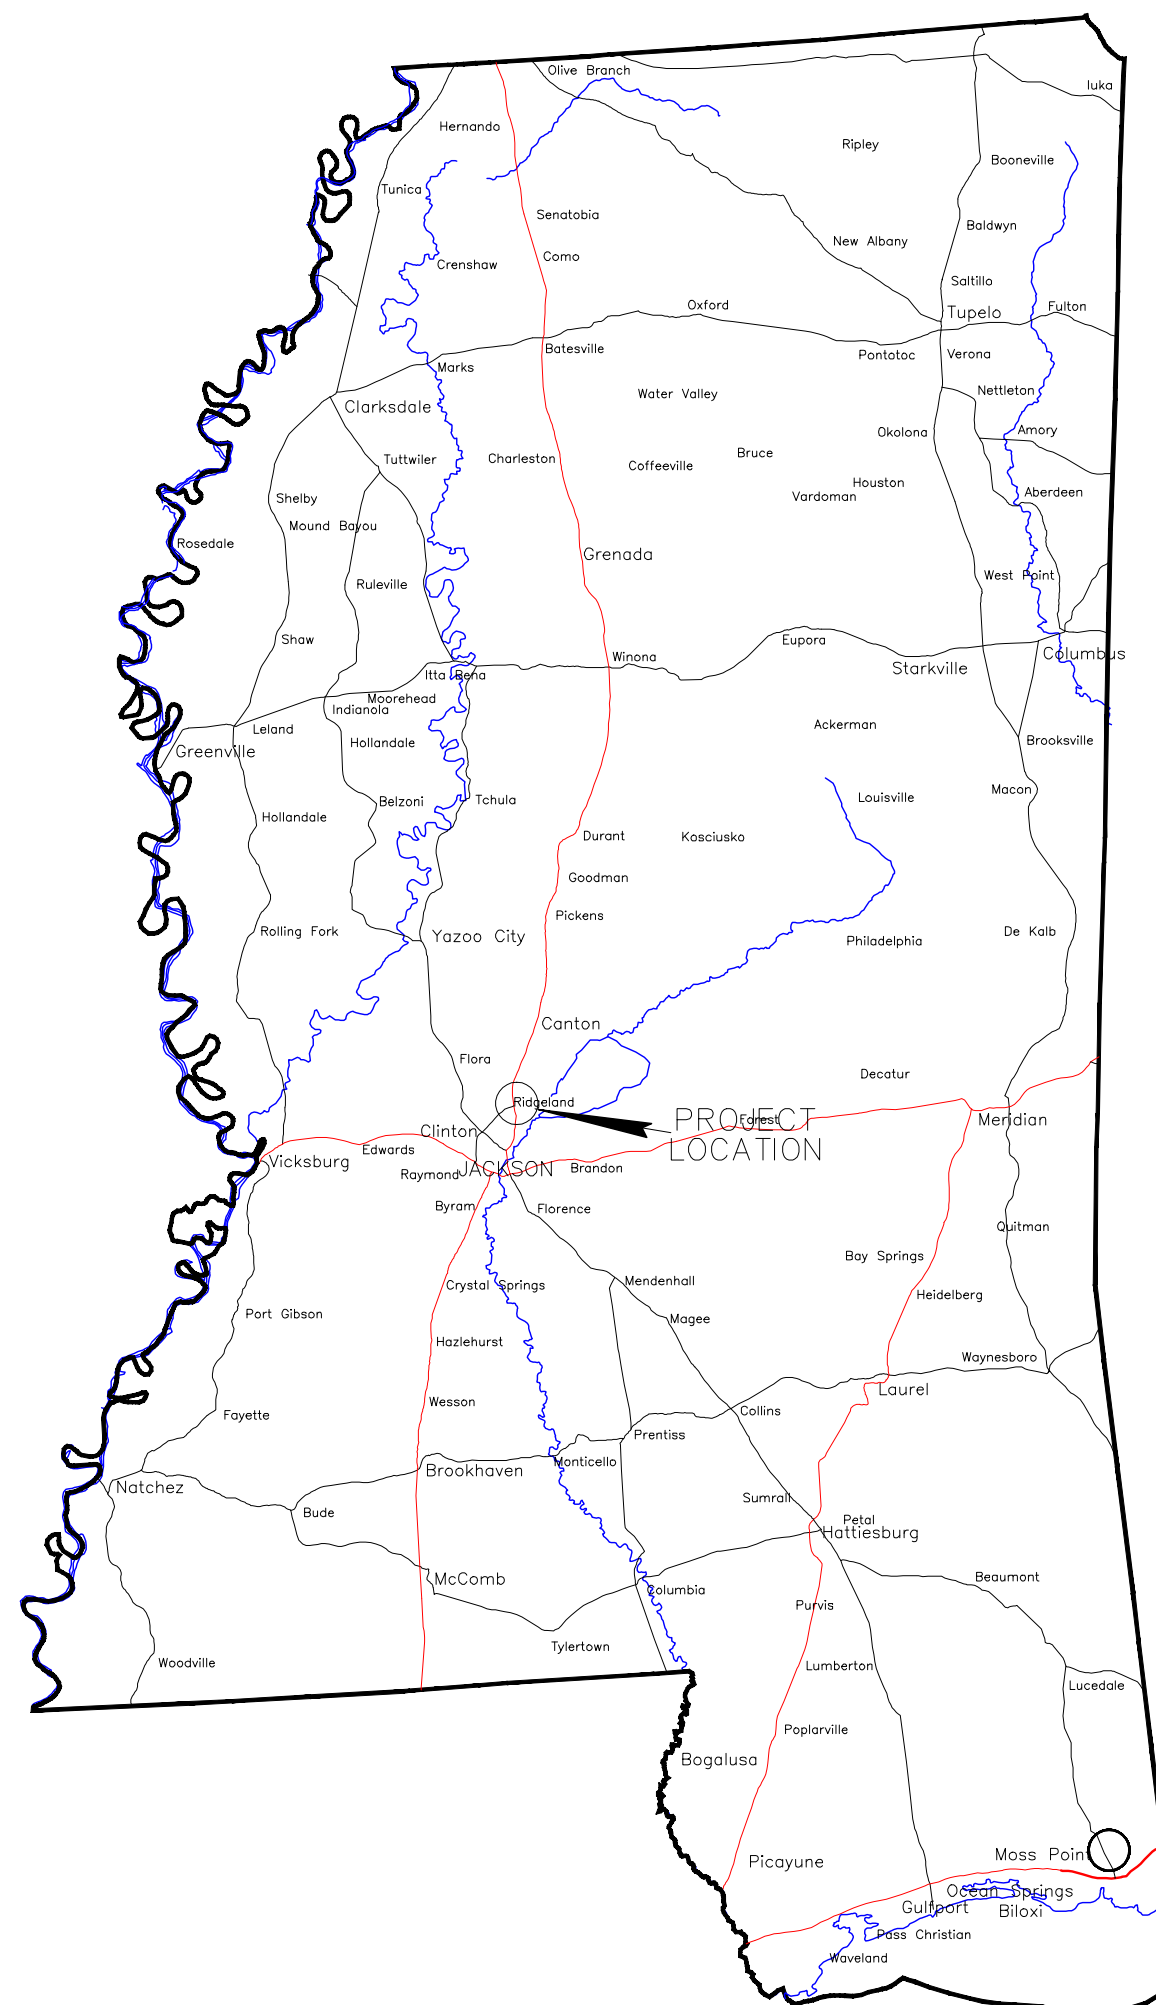 Olive Branch
Iuka
Hernando
Ripley
Booneville
Tunica
Senatobia
Baldwyn
New Albany
Como
Crenshaw
Saltillo
Oxford
Fulton
Tupelo
Batesville
Pontotoc
Verona
Marks
Water Valley
Nettleton
Clarksdale
Okolona
Amory
Tuttwiler
Charleston
Coffeeville
Bruce
Houston
Shelby
Vardoman
Aberdeen
Mound Bayou
Rosedale
Grenada
West Point
Ruleville
Shaw
Eupora
Winona
Columbus
Starkville
Itta Bena
Moorehead
Indianola
Ackerman
Leland
Hollandale
Brooksville
Greenville
Macon
Louisville
Belzoni
Tchula
Hollandale
Durant
Kosciusko
Goodman
Pickens
Rolling Fork
De Kalb
Yazoo City
Philadelphia
Canton
Flora
Decatur
Ridgeland
PROJECT
Forest
Meridian
Clinton
LOCATION
Edwards
Vicksburg
Raymond
JACKSON
Brandon
Byram
Florence
Quitman
Bay Springs
Mendenhall
Crystal Springs
Heidelberg
Port Gibson
Magee
Hazlehurst
Waynesboro
Laurel
Wesson
Collins
Fayette
Prentiss
Monticello
Brookhaven
Natchez
Sumrall
Bude
Petal
Hattiesburg
McComb
Beaumont
Columbia
Purvis
Tylertown
Woodville
Lumberton
Lucedale
Poplarville
Bogalusa
Moss Point
Picayune
Ocean Springs
Gulfport
Biloxi
Pass Christian
Waveland